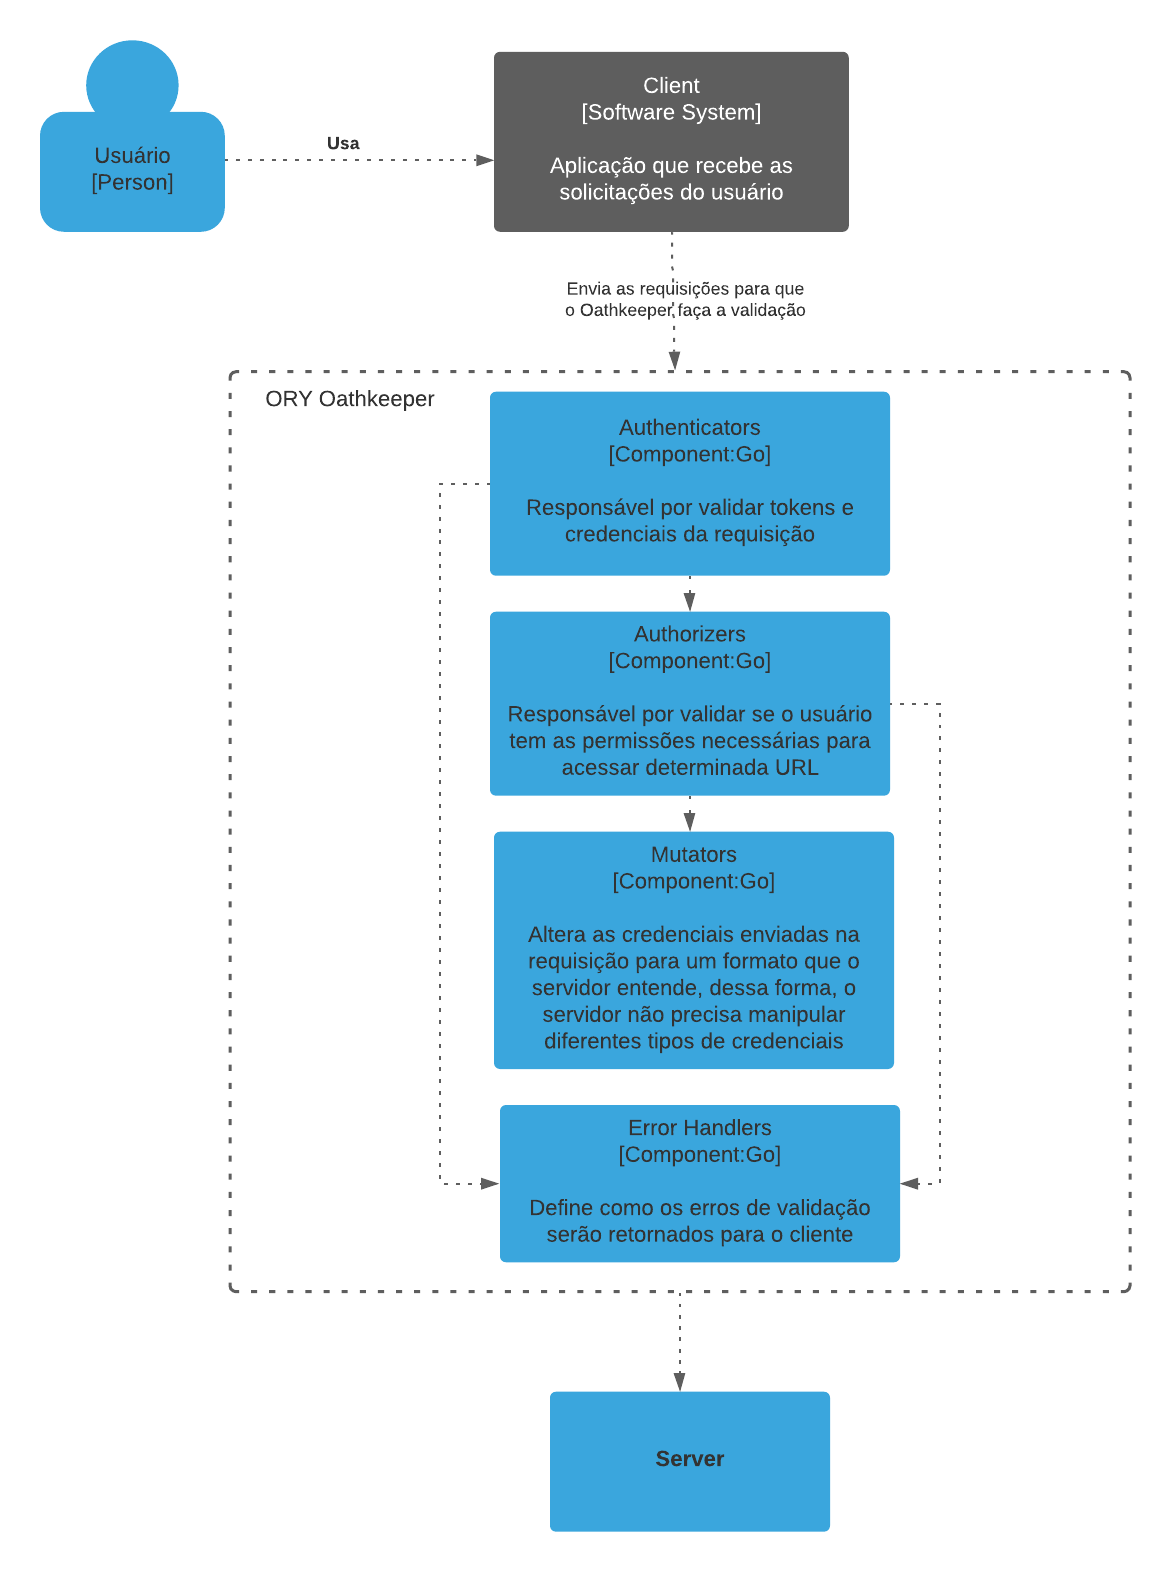 Usuário
[Person]
Usa
Client
[Software System]
Aplicação que recebe as
solicitações do usuário
Envia as requisições para que
o Oathkeeper faça a validação
ORY Oathkeeper
Authenticators
[Component:Go]
Responsável por validar tokens e
credenciais da requisição
Authorizers
[Component:Go]
Responsável por validar se o usuário
tem as permissões necessárias para
acessar determinada URL
Mutators
[Component:Go]
Altera as credenciais enviadas na
requisição para um formato que o
servidor entende, dessa forma, o
servidor não precisa manipular
diferentes tipos de credenciais
Error Handlers
[Component:Go]
Define como os erros de validação
serão retornados para o cliente
Server